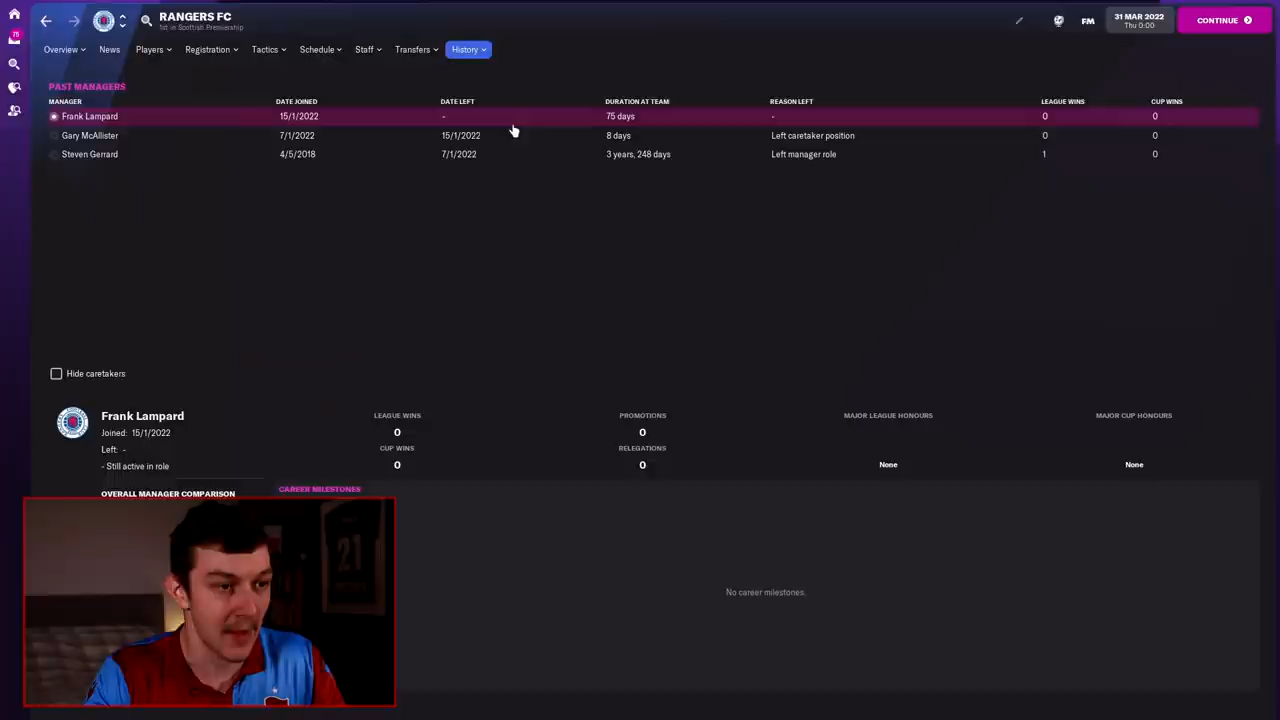 RANGERS FC
1st in Scottish Premiership
FM
31 MAR 2022
Thu 0:00
CONTINUE
75
Overview
News
Players
Registration
Tactics
Schedule
Staff
Transfers
History
PAST MANAGERS
MANAGER DATE JOINED DATE LEFT DURATION AT TEAM REASON LEFT LEAGUE WINS CUP WINS
Frank Lampard 15/1/2022 - 75 days - 0 0
Gary McAllister 7/1/2022 15/1/2022 8 days Left caretaker position 0 0
Steven Gerrard 4/5/2018 7/1/2022 3 years, 248 days Left manager role 1 0
Hide caretakers
Frank Lampard
Joined: 15/1/2022
Left: -
- Still active in role
LEAGUE WINS
0
CUP WINS
0
PROMOTIONS
0
RELEGATIONS
0
MAJOR LEAGUE HONOURS
None
MAJOR CUP HONOURS
None
OVERALL MANAGER COMPARISON
CAREER MILESTONES
No career milestones.
21